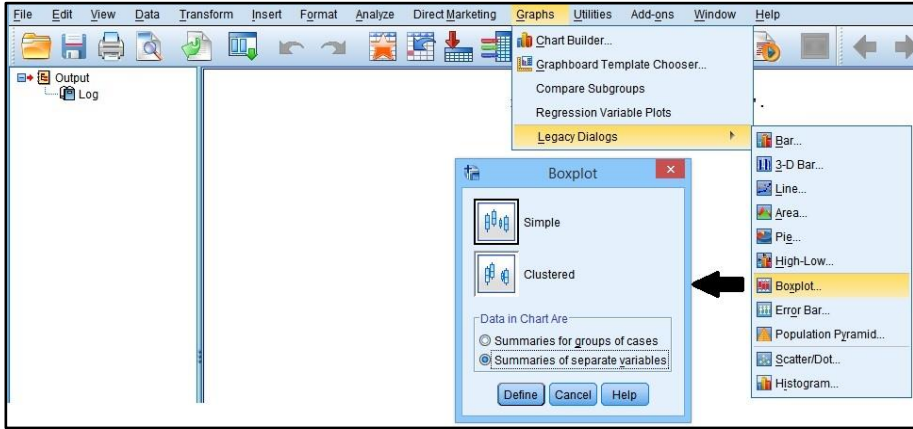 File Edit View Data Transform Insert Format Analyze Direct Marketing Graphs Utilities Add-ons Window Help
Chart Builder...
Graphboard Template Chooser...
Compare Subgroups
Regression Variable Plots
Legacy Dialogs
Output
Log
Bar...
3-D Bar...
Line...
Area...
Pie...
High-Low...
Boxplot...
Error Bar...
Population Pyramid...
Scatter/Dot...
Histogram...
Boxplot
Simple
Clustered
Data in Chart Are
Summaries for groups of cases
Summaries of separate variables
Define Cancel Help